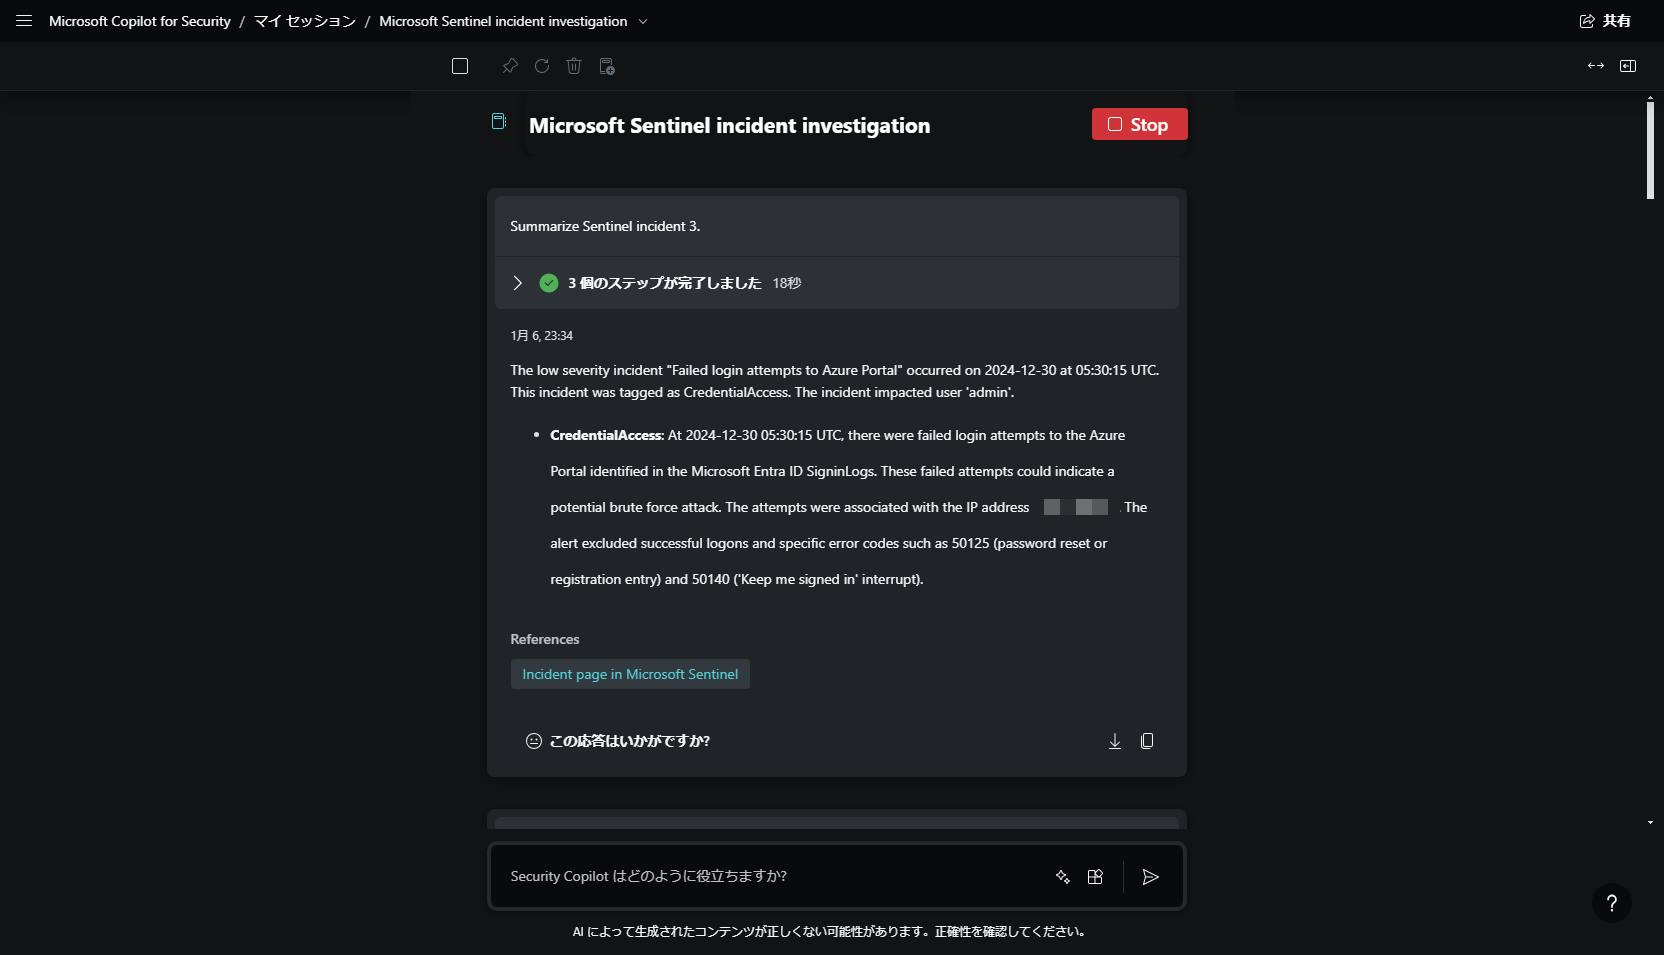 Microsoft Copilot for Security / マイ セッション / Microsoft Sentinel incident investigation
共有
Microsoft Sentinel incident investigation
Stop
Summarize Sentinel incident 3.
3 個のステップが完了しました 18秒
1月 6, 23:34
The low severity incident "Failed login attempts to Azure Portal" occurred on 2024-12-30 at 05:30:15 UTC.
This incident was tagged as CredentialAccess. The incident impacted user 'admin'.
• CredentialAccess: At 2024-12-30 05:30:15 UTC, there were failed login attempts to the Azure
Portal identified in the Microsoft Entra ID SigninLogs. These failed attempts could indicate a
potential brute force attack. The attempts were associated with the IP address . The
alert excluded successful logons and specific error codes such as 50125 (password reset or
registration entry) and 50140 ('Keep me signed in' interrupt).
References
Incident page in Microsoft Sentinel
この応答はいかがですか?
Security Copilot はどのように役立ちますか?
?
AI によって生成されたコンテンツが正しくない可能性があります。正確性を確認してください。